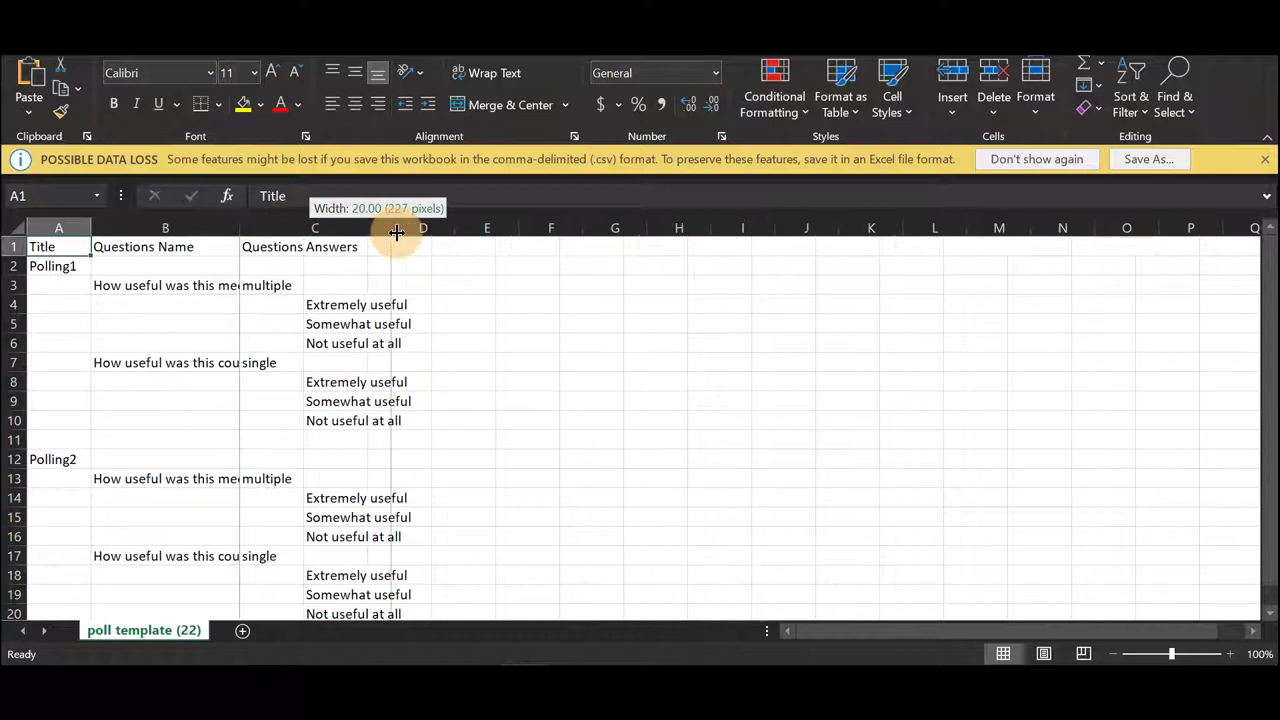 Calibri 11 Wrap Text General
Paste B I U Merge & Center $ % Conditional Formatting Format as Table Cell Styles Insert Delete Format Sort & Filter Find & Select
Clipboard Font Alignment Number Styles Cells Editing
POSSIBLE DATA LOSS Some features might be lost if you save this workbook in the comma-delimited (.csv) format. To preserve these features, save it in an Excel file format. Don't show again Save As...
A1 fx Title
Width: 20.00 (227 pixels)
A B C D E F G H I J K L M N O P Q
1 Title Questions Name Questions Answers
2 Polling1
3 How useful was this me multiple
4 Extremely useful
5 Somewhat useful
6 Not useful at all
7 How useful was this cou single
8 Extremely useful
9 Somewhat useful
10 Not useful at all
11
12 Polling2
13 How useful was this me multiple
14 Extremely useful
15 Somewhat useful
16 Not useful at all
17 How useful was this cou single
18 Extremely useful
19 Somewhat useful
20 Not useful at all
poll template (22)
Ready 100%